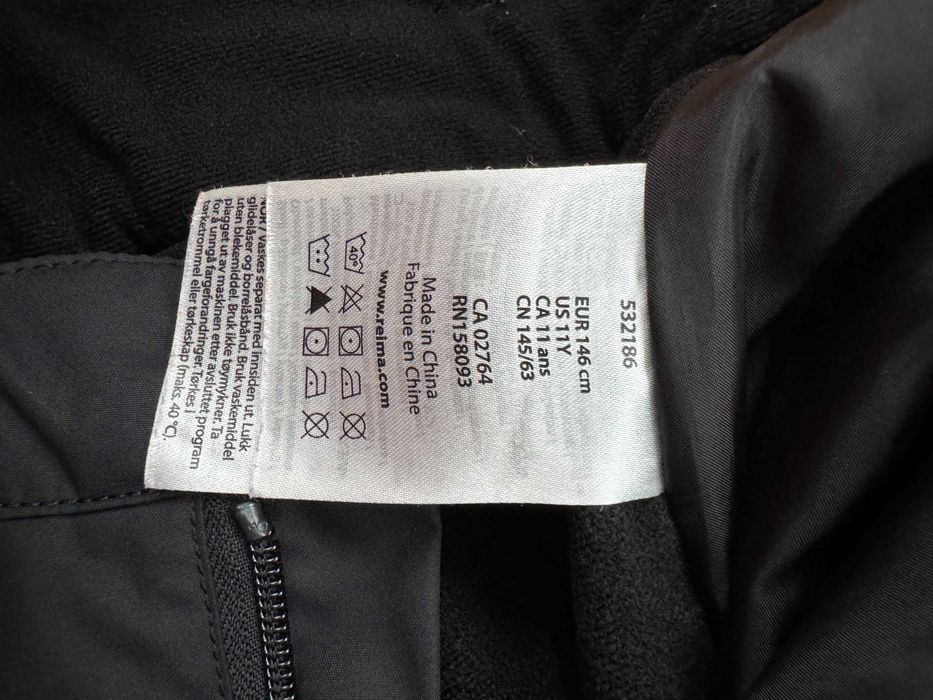 532186
EUR 146 cm
US 11Y
CA 11 ans
CN 145/63
CA 02764
RN158093
Made in China
Fabrique en Chine
www.reima.com
40°
NOR / Vaskes separat med innsiden ut. Lukk
glidelåser og borrelåsbånd. Bruk vaskemiddel
uten blekemiddel. Bruk ikke tøymykner. Ta
plagget ut av maskinen etter avsluttet program
for å unngå fargeforandringer. Tørkes i
tørketrommel eller tørkeskap (maks. 40 °C).